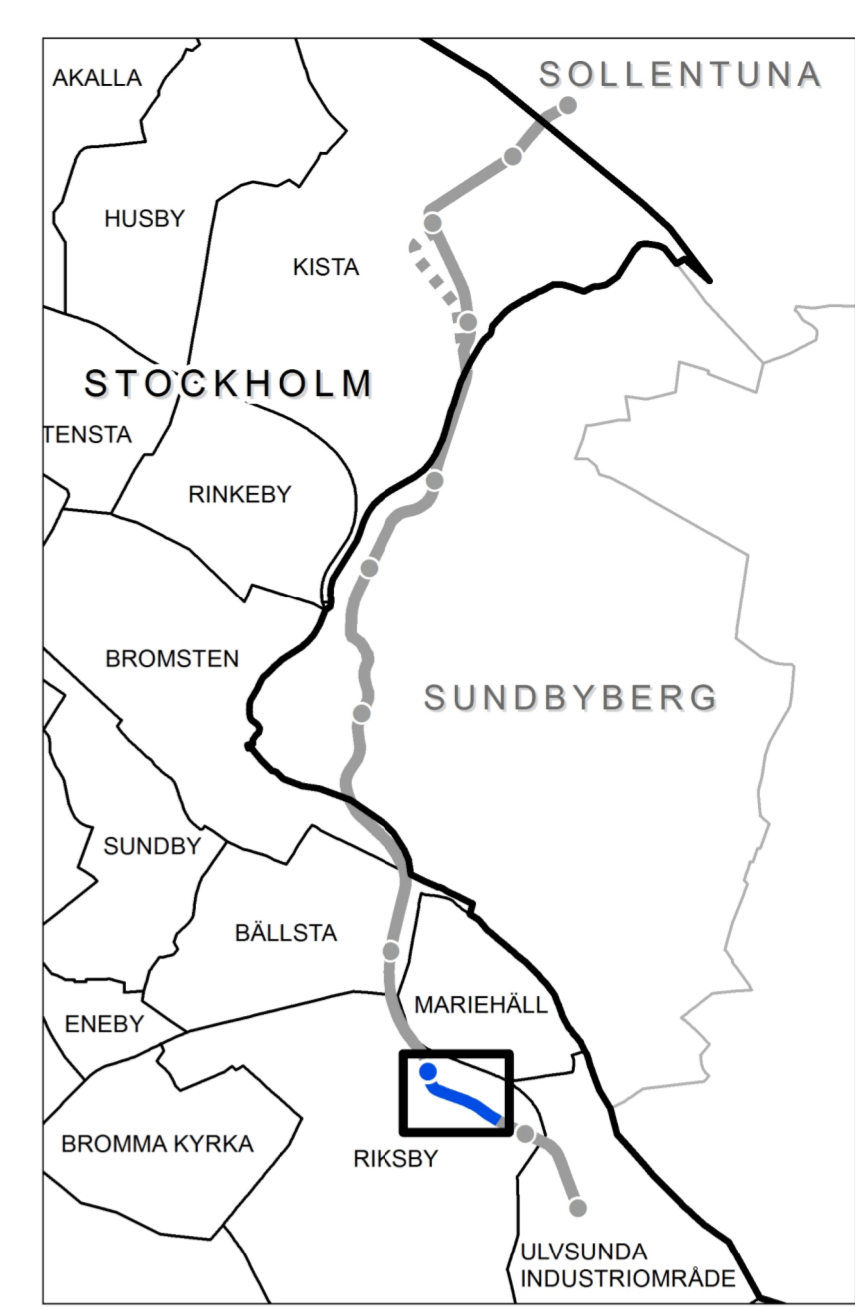 SOLLENTUNA
AKALLA
HUSBY
KISTA
STOCKHOLM
TENSTA
RINKEBY
BROMSTEN
SUNDBYBERG
SUNDBY
BÄLLSTA
MARIEHÄLL
ENEBY
BROMMA KYRKA
RIKSBY
ULVSUNDA
INDUSTRIOMRÅDE